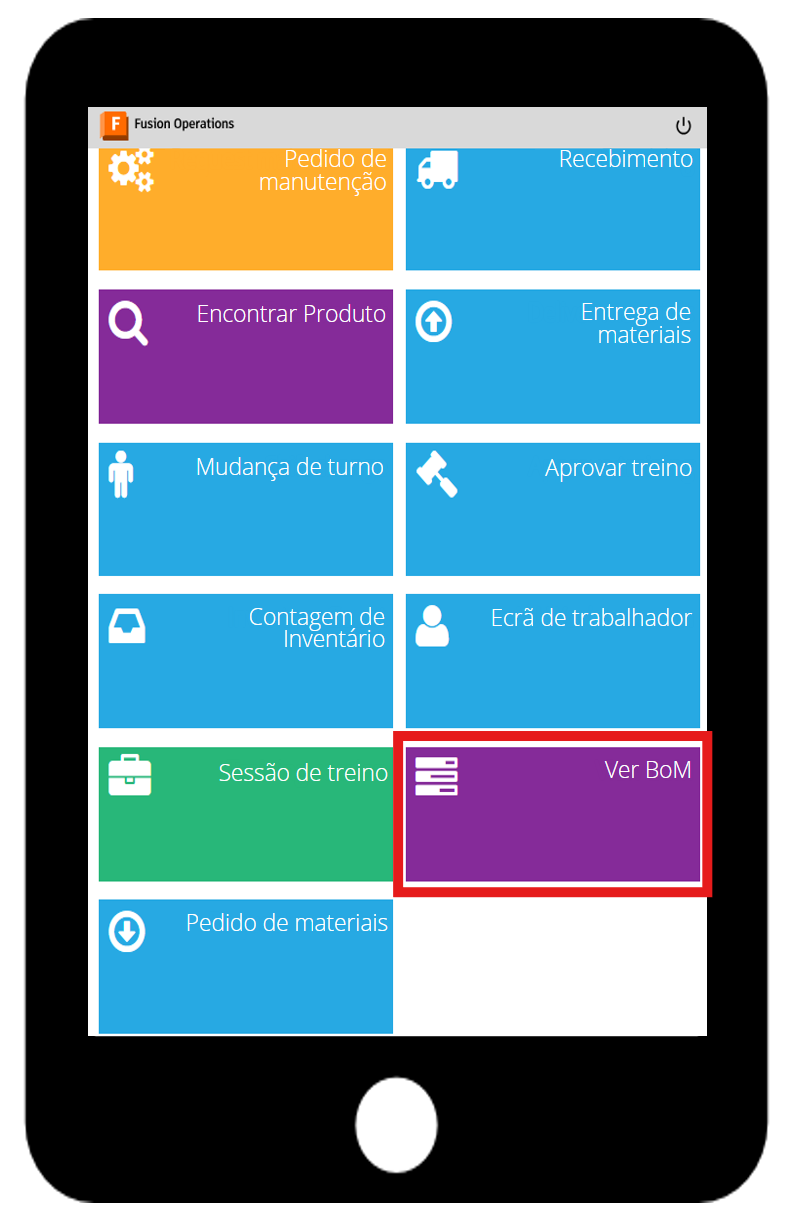 F Fusion Operations
Pedido de
manutenção
Recebimento
Encontrar Produto
Entrega de
materiais
Mudança de turno
Aprovar treino
Contagem de
Inventário
Ecrã de trabalhador
Sessão de treino
Ver BoM
Pedido de materiais